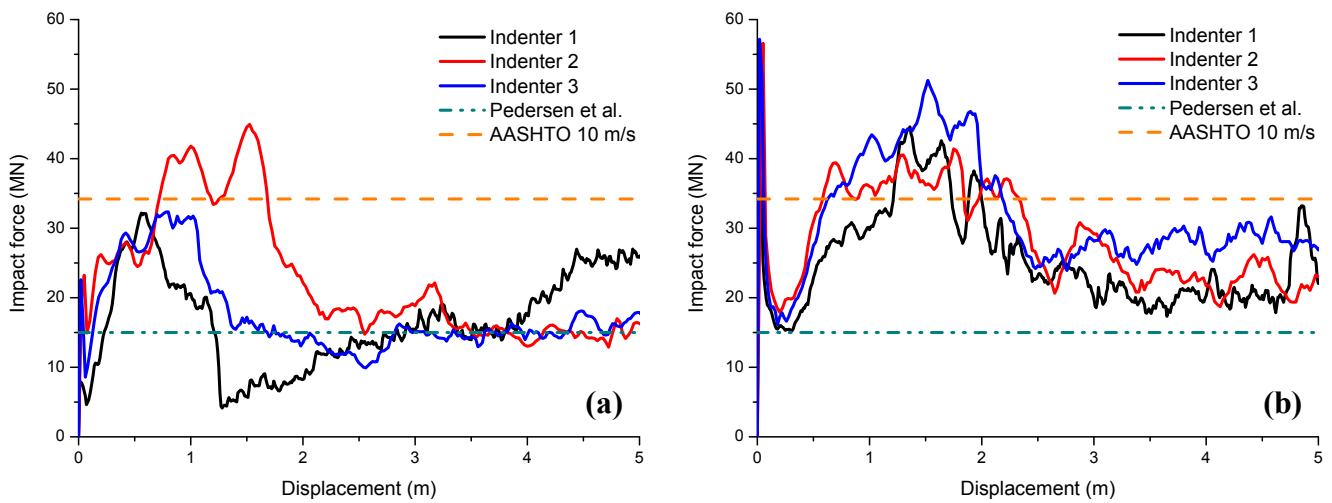 60
50
40
30
20
10
0
Impact force (MN)
Indenter 1
Indenter 2
Indenter 3
Pedersen et al.
AASHTO 10 m/s
(a)
0 1 2 3 4 5
Displacement (m)
60
50
40
30
20
10
0
Impact force (MN)
Indenter 1
Indenter 2
Indenter 3
Pedersen et al.
AASHTO 10 m/s
(b)
0 1 2 3 4 5
Displacement (m)